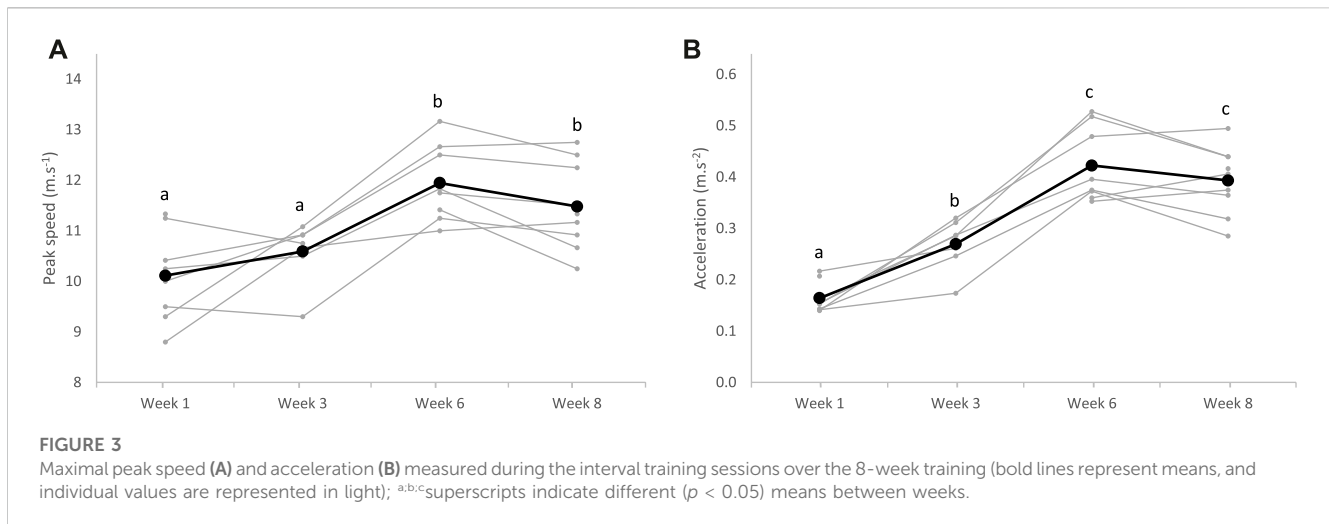 A
Peak speed (m.s⁻¹)
14
13
12
11
10
9
8
a
a
b
b
Week 1
Week 3
Week 6
Week 8
B
Acceleration (m.s⁻²)
0.6
0.5
0.4
0.3
0.2
0.1
0.0
a
b
c
c
Week 1
Week 3
Week 6
Week 8
FIGURE 3
Maximal peak speed (A) and acceleration (B) measured during the interval training sessions over the 8-week training (bold lines represent means, and
individual values are represented in light); a;b;csuperscripts indicate different (p < 0.05) means between weeks.